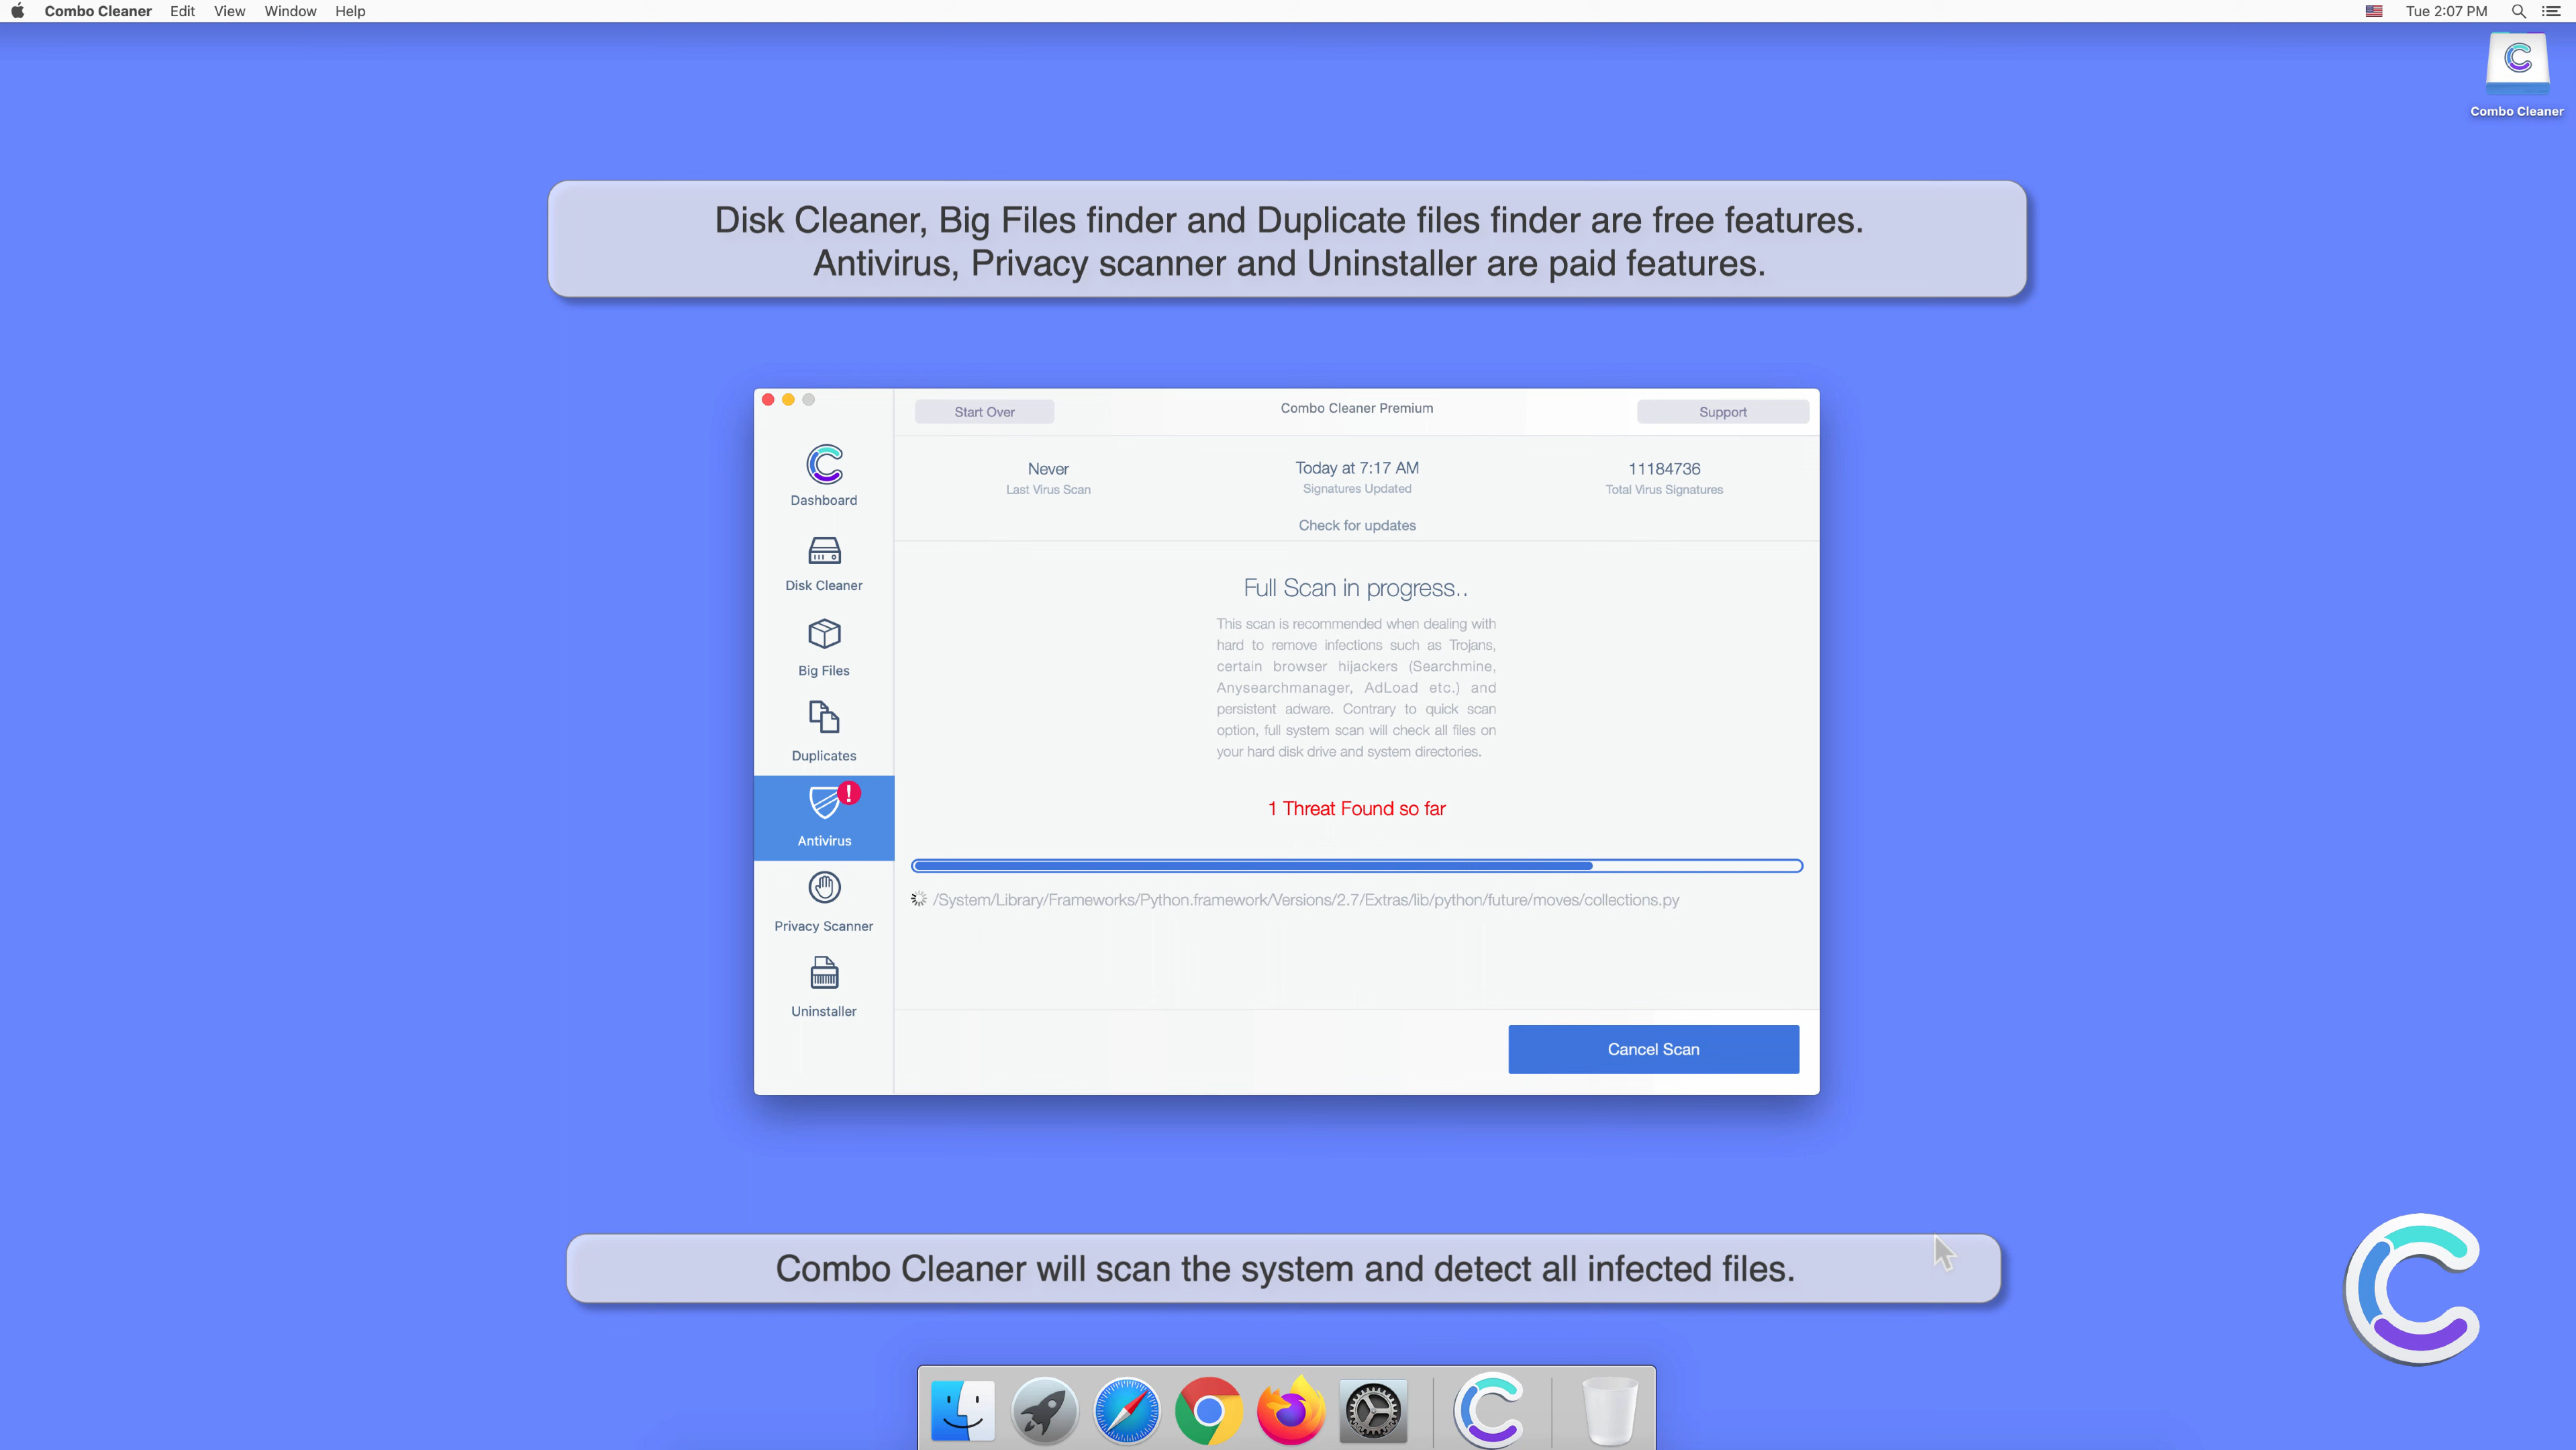 Combo Cleaner Edit View Window Help Tue 2:07 PM
Combo Cleaner
Disk Cleaner, Big Files finder and Duplicate files finder are free features.
Antivirus, Privacy scanner and Uninstaller are paid features.
Start Over Combo Cleaner Premium Support
Dashboard
Disk Cleaner
Big Files
Duplicates
Antivirus
Privacy Scanner
Uninstaller
Never Today at 7:17 AM 11184736
Last Virus Scan Signatures Updated Total Virus Signatures
Check for updates
Full Scan in progress..
This scan is recommended when dealing with
hard to remove infections such as Trojans,
certain browser hijackers (Searchmine,
Anysearchmanager, AdLoad etc.) and
persistent adware. Contrary to quick scan
option, full system scan will check all files on
your hard disk drive and system directories.
1 Threat Found so far
/System/Library/Frameworks/Python.framework/Versions/2.7/Extras/lib/python/future/moves/collections.py
Cancel Scan
Combo Cleaner will scan the system and detect all infected files.